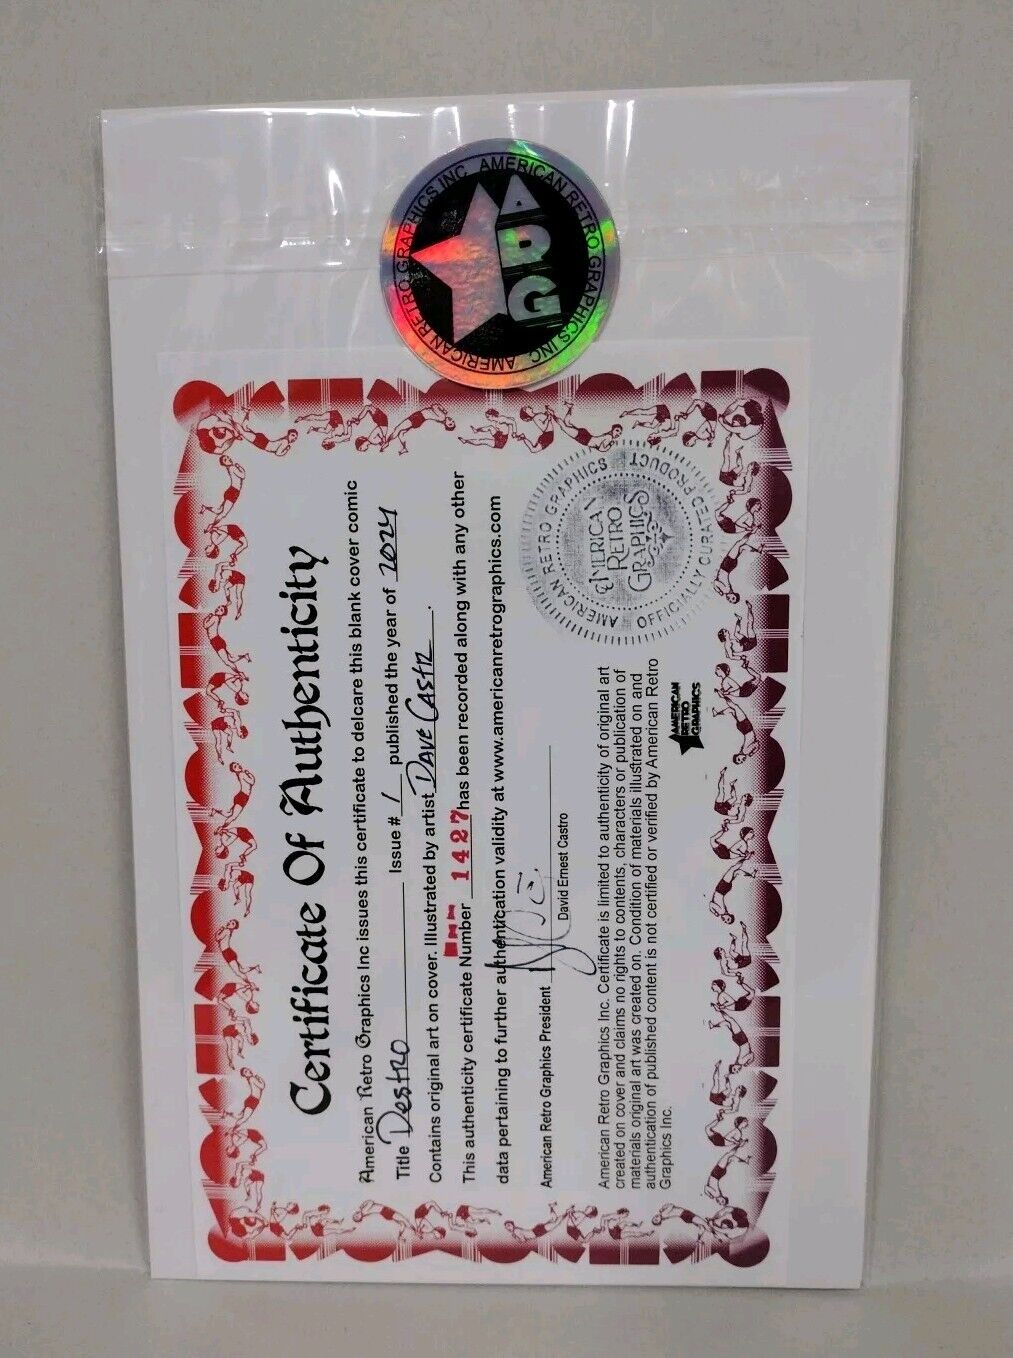 AMERICAN RETRO GRAPHICS INC. AMERICAN RETRO GRAPHICS INC.
ARG
Certificate Of Authenticity
American Retro Graphics Inc issues this certificate to delcare this blank cover comic
Title Destro Issue # 1 published the year of 2024
Contains original art on cover. Illustrated by artist Dave Castr.
This authenticity certificate Number 1427 has been recorded along with any other
data pertaining to further authentication validity at www.americanretrographics.com
American Retro Graphics President
David Ernest Castro
American Retro Graphics Inc. Certificate is limited to authenticity of original art
created on cover and claims no rights to contents, characters or publication of
materials original art was created on. Condition of materials illustrated on and
authentication of published content is not certified or verified by American Retro
Graphics Inc.
AMERICAN
RETRO
GRAPHICS
AMERICAN RETRO GRAPHICS
OFFICIALLY CURATED PRODUCT
AMERICAN
RETRO
GRAPHICS